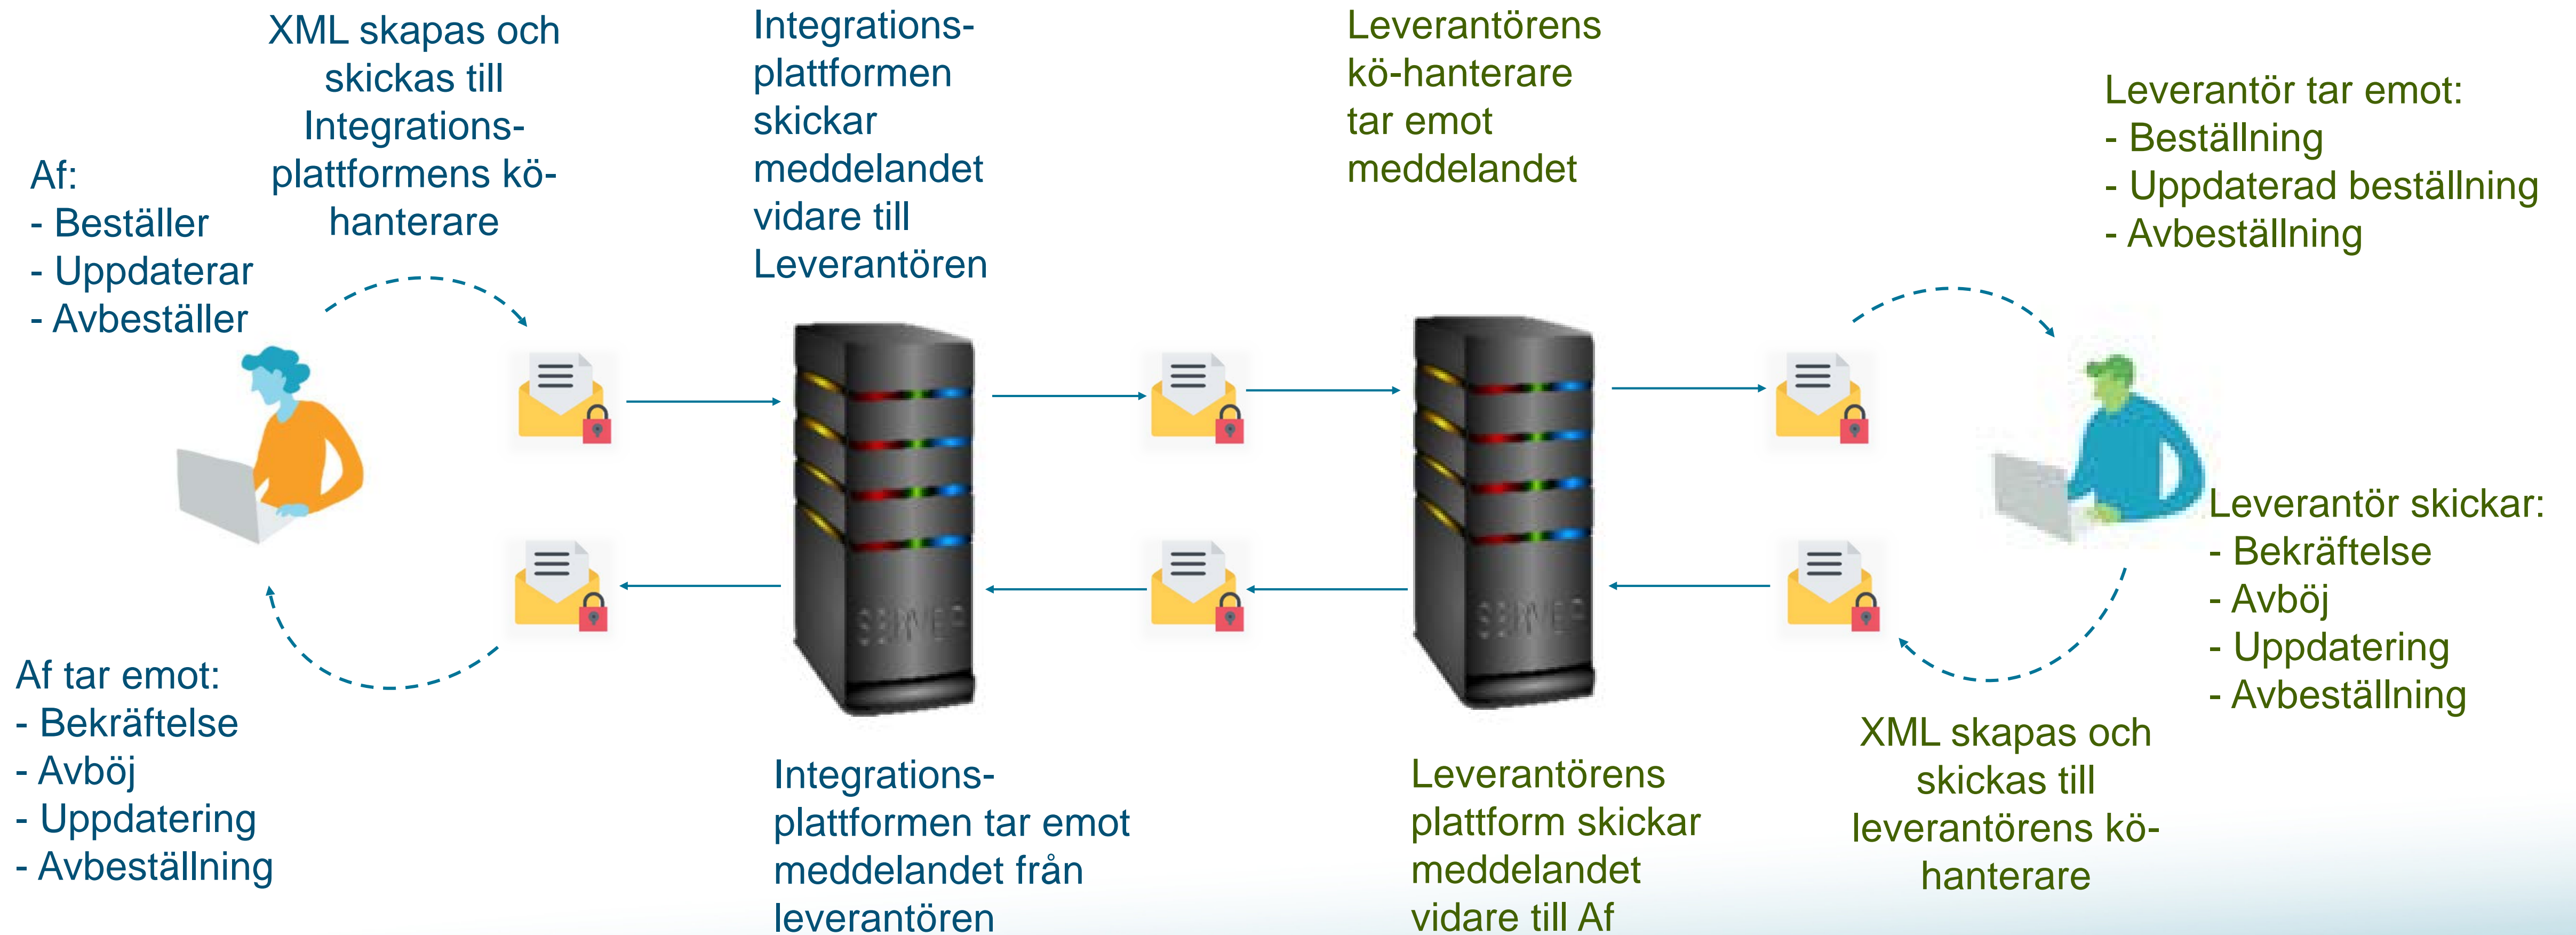 XML skapas och
skickas till
Integrations-
plattformens kö-
hanterare
Integrations-
plattformen
skickar
meddelandet
vidare till
Leverantören
Leverantörens
kö-hanterare
tar emot
meddelandet
Leverantör tar emot:
- Beställning
- Uppdaterad beställning
- Avbeställning
Af:
- Beställer
- Uppdaterar
- Avbeställer
SERVER
SERVER
Leverantör skickar:
- Bekräftelse
- Avböj
- Uppdatering
- Avbeställning
Af tar emot:
- Bekräftelse
- Avböj
- Uppdatering
- Avbeställning
Integrations-
plattformen tar emot
meddelandet från
leverantören
Leverantörens
plattform skickar
meddelandet
vidare till Af
XML skapas och
skickas till
leverantörens kö-
hanterare